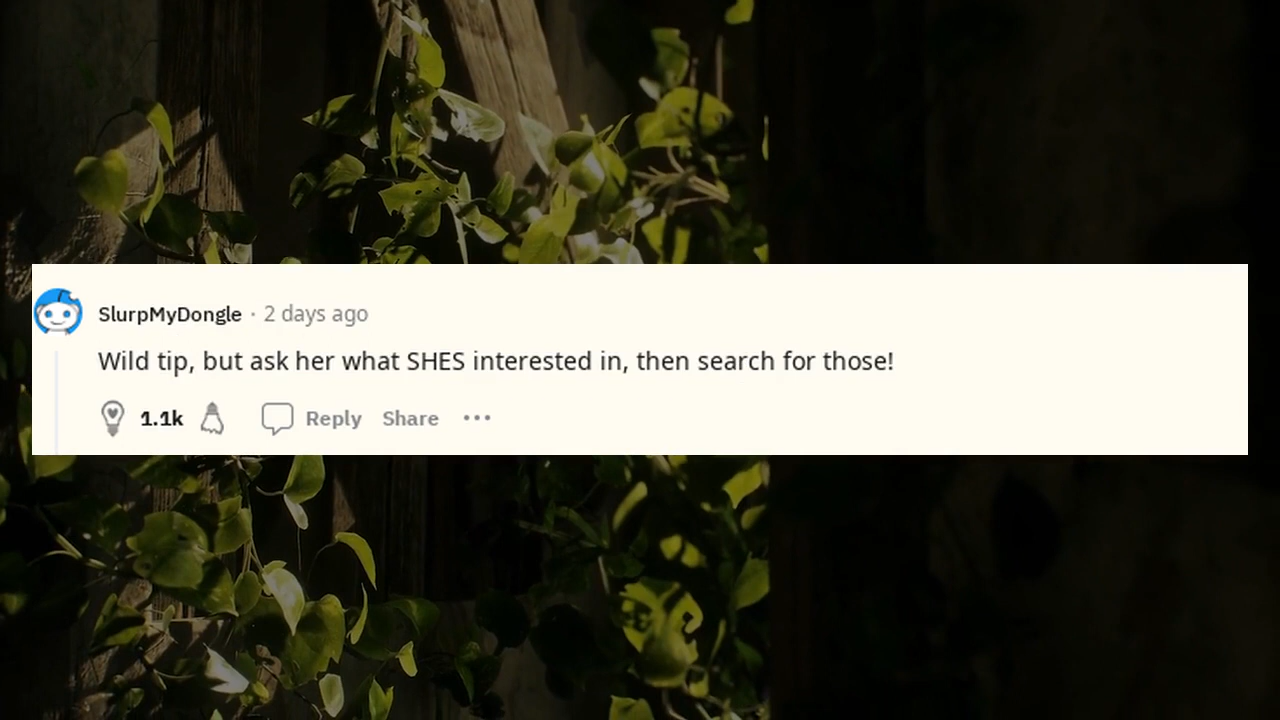 SlurpMyDongle · 2 days ago
Wild tip, but ask her what SHES interested in, then search for those!
1.1k Reply Share